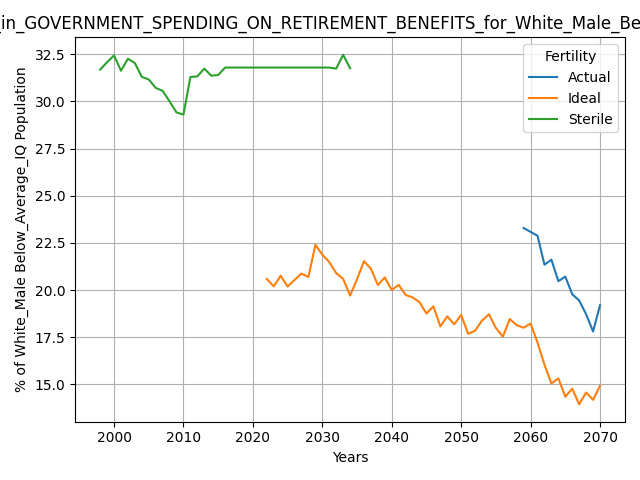 _in_GOVERNMENT_SPENDING_ON_RETIREMENT_BENEFITS_for_White_Male_Be
Fertility
Actual
Ideal
Sterile
32.5
30.0
27.5
25.0
22.5
20.0
17.5
15.0
% of White_Male Below_Average_IQ Population
2000
2010
2020
2030
2040
2050
2060
2070
Years